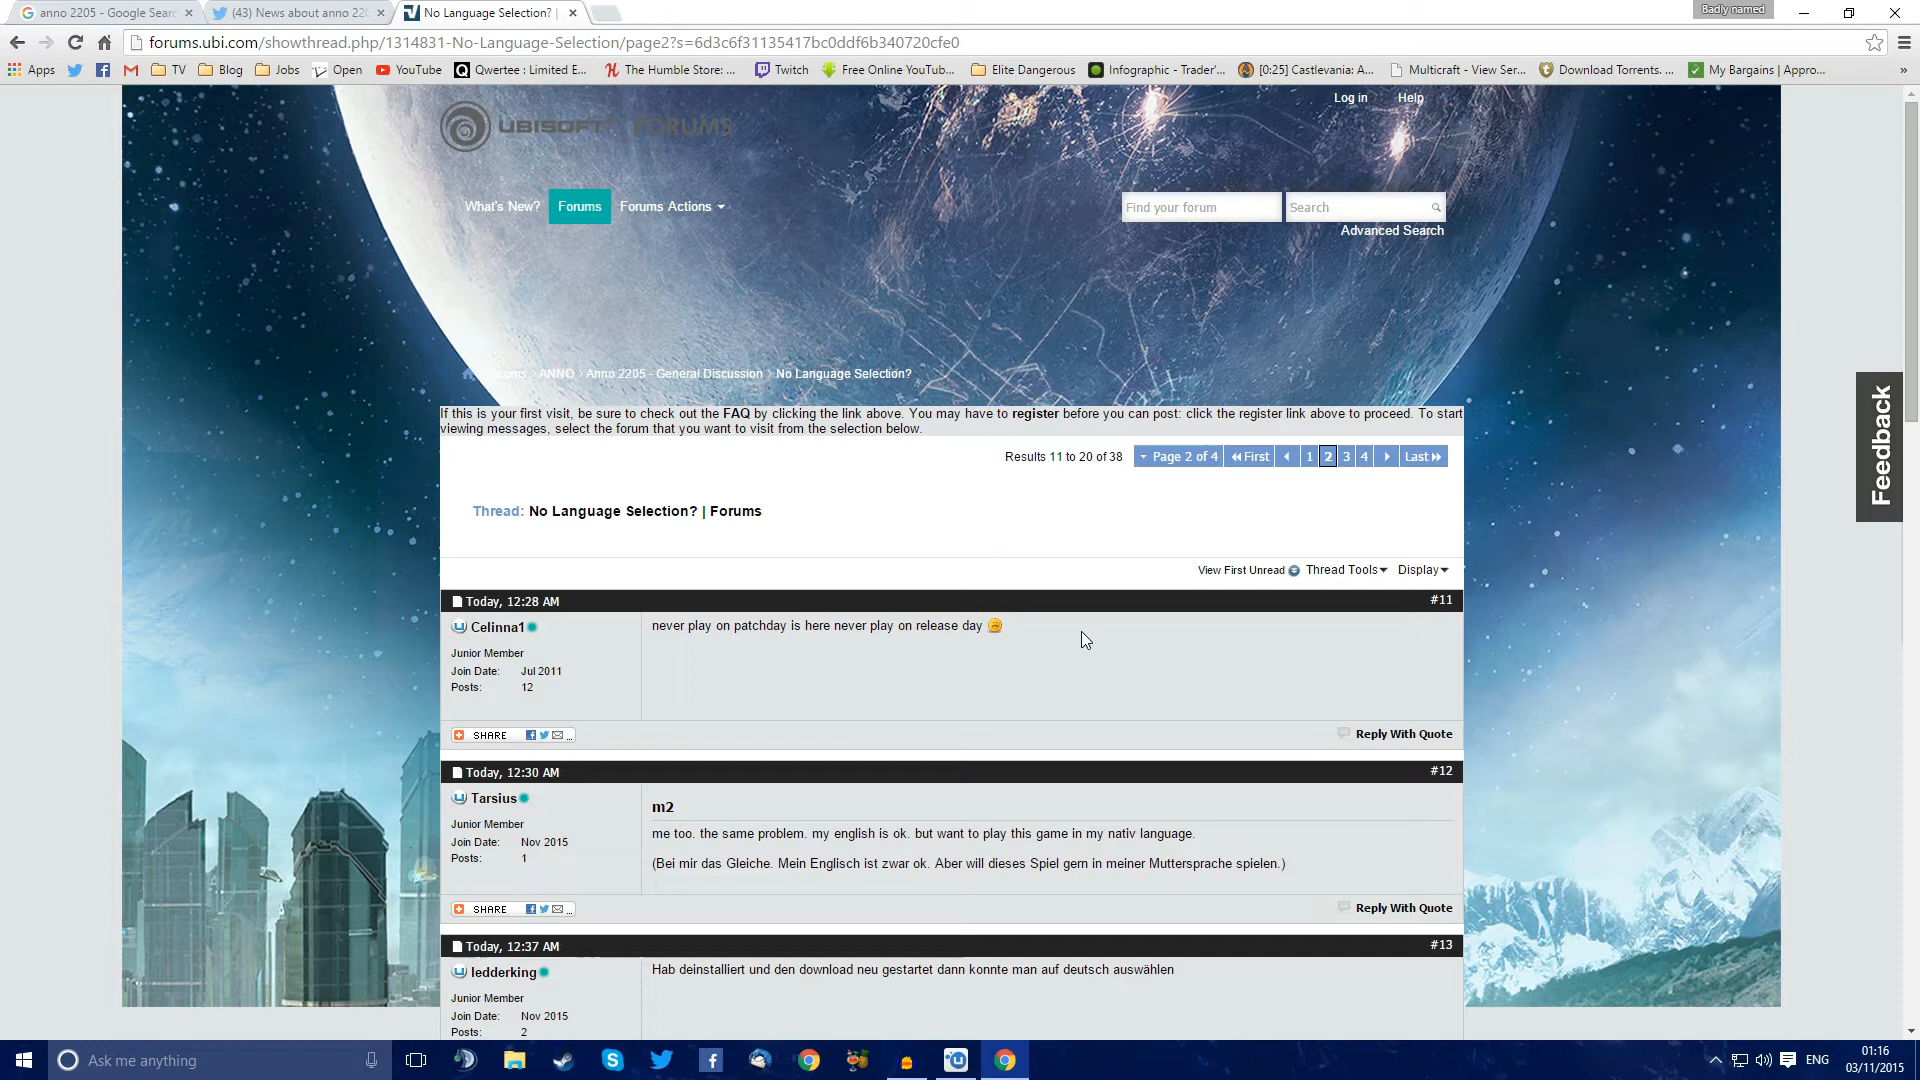 anno 2205 - Google Sear
(43) News about anno 22
No Language Selection? |
Badly named
forums.ubi.com/showthread.php/1314831-No-Language-Selection/page2?s=6d3c6f31135417bc0ddf6b340720cfe0
Apps TV Blog Jobs Open YouTube Qwertee : Limited E... The Humble Store: ... Twitch Free Online YouTub... Elite Dangerous Infographic - Trader'... [0:25] Castlevania: A... Multicraft - View Ser... Download Torrents. ... My Bargains | Appro... »
Log in Help
UBISOFT FORUMS
What's New? Forums Forums Actions
Find your forum Search
Advanced Search
Forums > ANNO > Anno 2205 - General Discussion > No Language Selection?
If this is your first visit, be sure to check out the FAQ by clicking the link above. You may have to register before you can post: click the register link above to proceed. To start
viewing messages, select the forum that you want to visit from the selection below.
Results 11 to 20 of 38 Page 2 of 4 First 1 2 3 4 Last
Thread: No Language Selection? | Forums
View First Unread Thread Tools Display
Today, 12:28 AM #11
Celinna1 never play on patchday is here never play on release day
Junior Member
Join Date: Jul 2011
Posts: 12
SHARE ... Reply With Quote
Today, 12:30 AM #12
Tarsius m2
Junior Member me too. the same problem. my english is ok. but want to play this game in my nativ language.
Join Date: Nov 2015
Posts: 1 (Bei mir das Gleiche. Mein Englisch ist zwar ok. Aber will dieses Spiel gern in meiner Muttersprache spielen.)
SHARE ... Reply With Quote
Today, 12:37 AM #13
ledderking Hab deinstalliert und den download neu gestartet dann konnte man auf deutsch auswählen
Junior Member
Join Date: Nov 2015
Posts: 2
Feedback
Ask me anything
ENG
01:16
03/11/2015